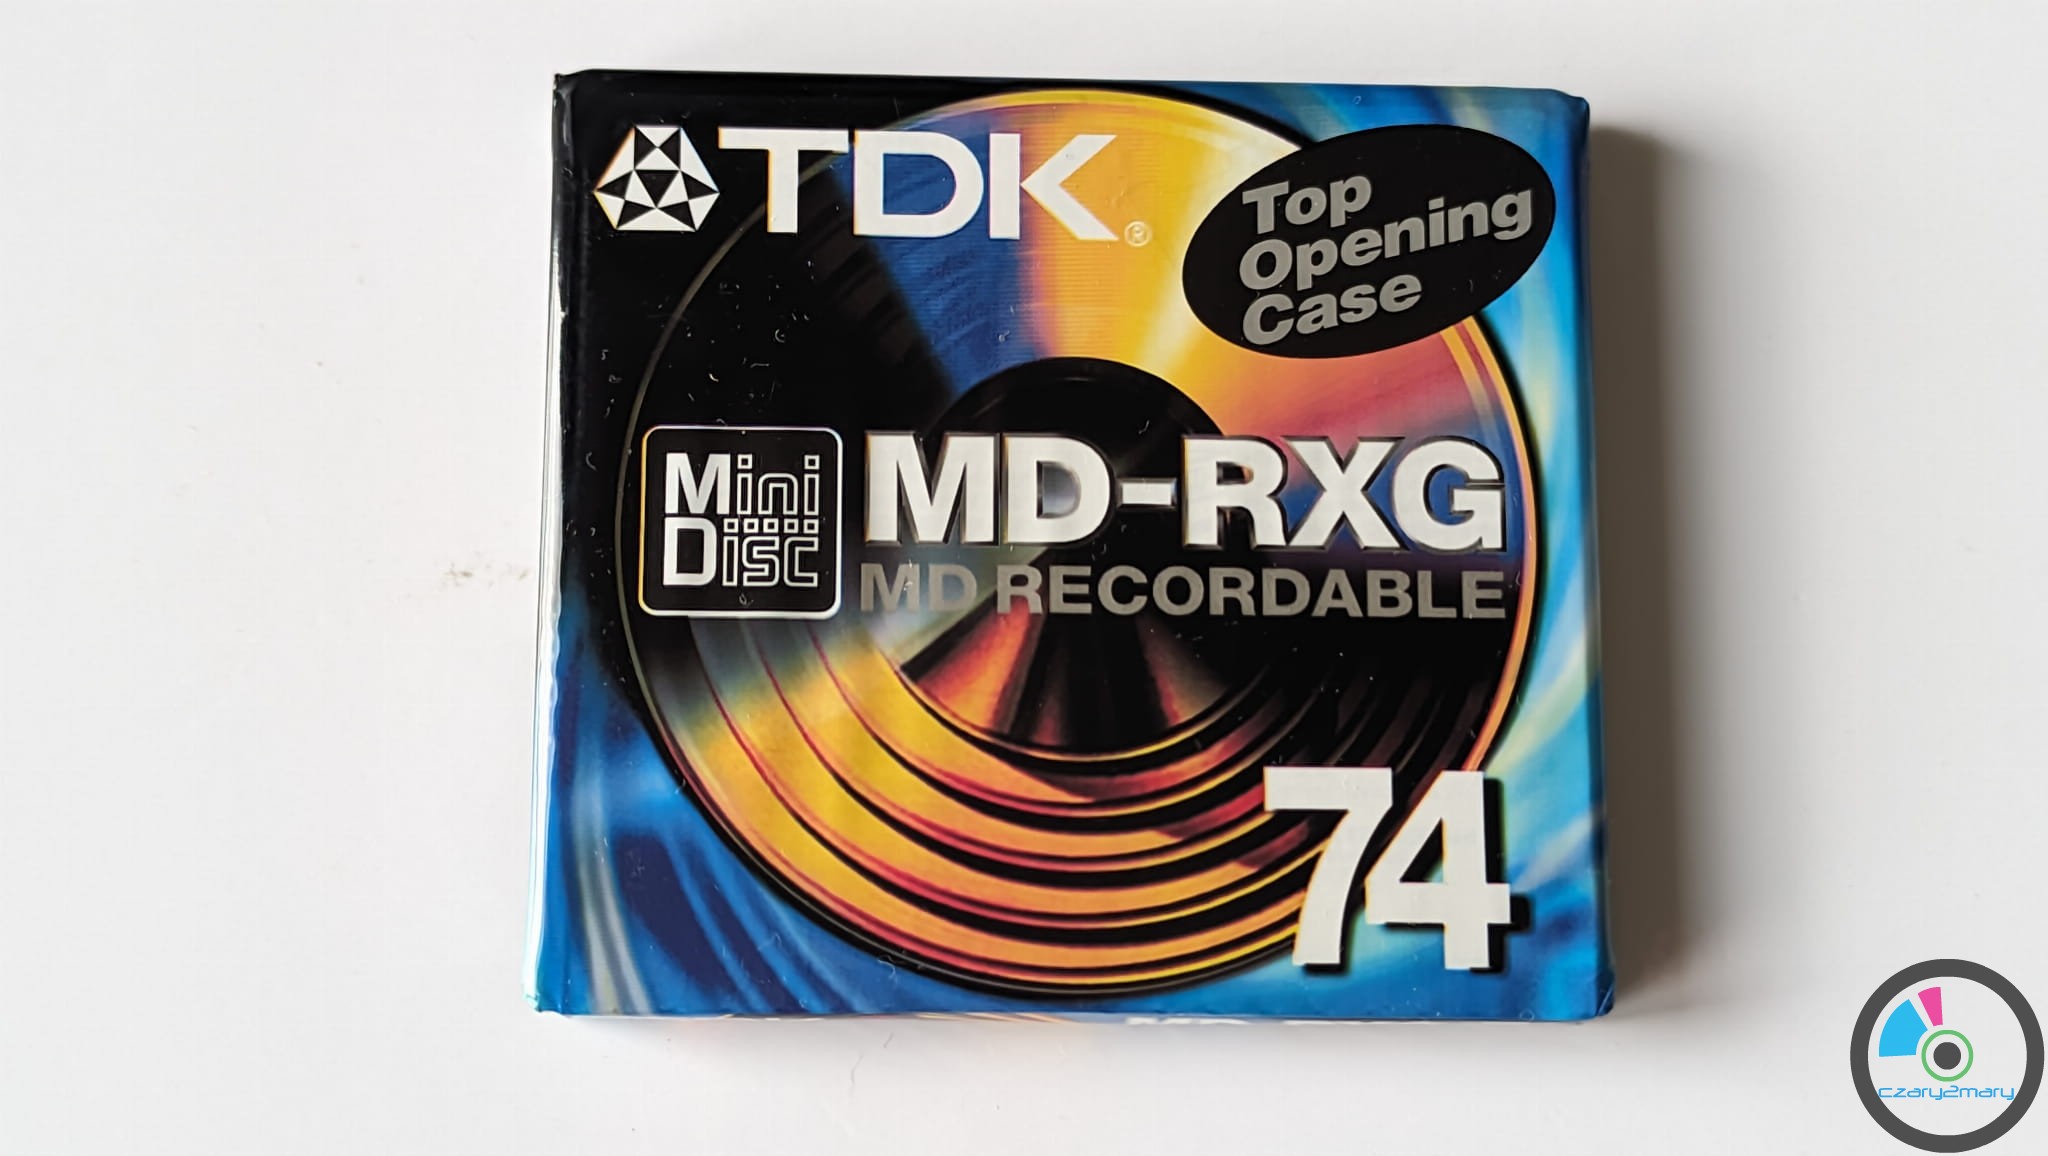 TDK®
Top
Opening
Case
Mini
Disc
MD-RXG
MD RECORDABLE
74
czary2mary